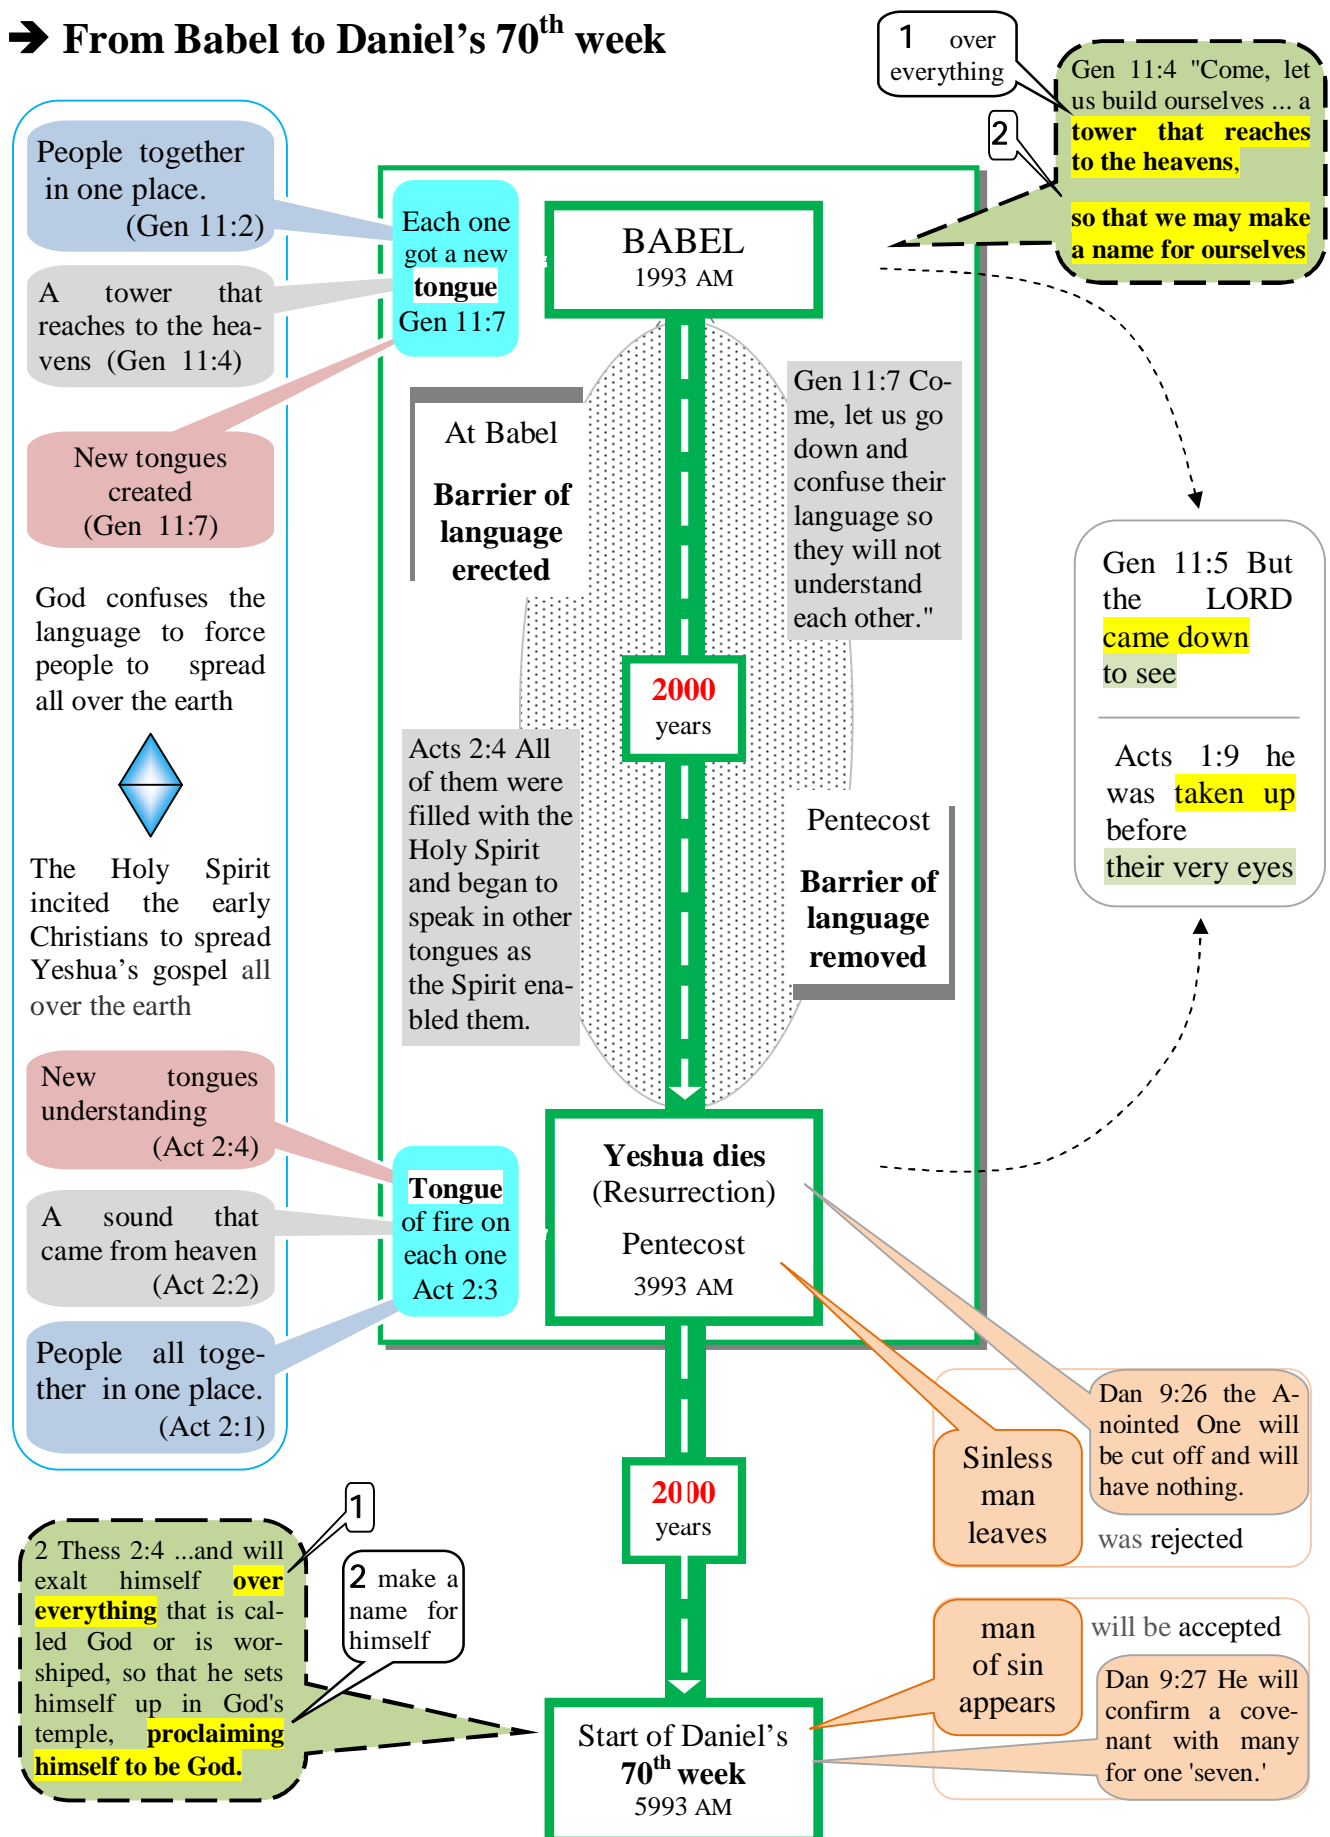 ➔ From Babel to Daniel's 70th week
1 over
everything
Gen 11:4 "Come, let
us build ourselves ... a
tower that reaches
to the heavens,
so that we may make
a name for ourselves
2
People together
in one place.
(Gen 11:2)
A tower that
reaches to the hea-
vens (Gen 11:4)
New tongues
created
(Gen 11:7)
Each one
got a new
tongue
Gen 11:7
BABEL
1993 AM
At Babel
Barrier of
language
erected
Gen 11:7 Co-
me, let us go
down and
confuse their
language so
they will not
understand
each other."
God confuses the
language to force
people to spread
all over the earth
The Holy Spirit
incited the early
Christians to spread
Yeshua's gospel all
over the earth
2000
years
Gen 11:5 But
the LORD
came down
to see
Acts 1:9 he
was taken up
before
their very eyes
Acts 2:4 All
of them were
filled with the
Holy Spirit
and began to
speak in other
tongues as
the Spirit ena-
bled them.
Pentecost
Barrier of
language
removed
New tongues
understanding
(Act 2:4)
A sound that
came from heaven
(Act 2:2)
People all toge-
ther in one place.
(Act 2:1)
Tongue
of fire on
each one
Act 2:3
Yeshua dies
(Resurrection)
Pentecost
3993 AM
Dan 9:26 the A-
nointed One will
be cut off and will
have nothing.
was rejected
Sinless
man
leaves
2000
years
1
2 Thess 2:4 ...and will
exalt himself over
everything that is cal-
led God or is wor-
shiped, so that he sets
himself up in God's
temple, proclaiming
himself to be God.
2 make a
name for
himself
man
of sin
appears
will be accepted
Dan 9:27 He will
confirm a cove-
nant with many
for one 'seven.'
Start of Daniel's
70th week
5993 AM